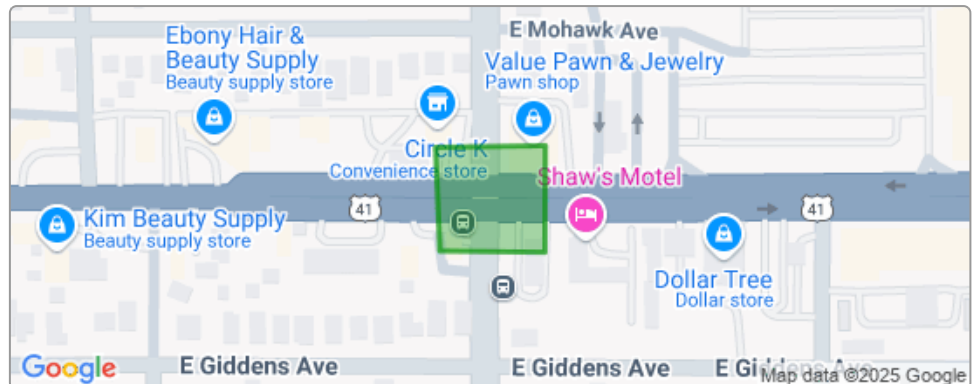 E Mohawk Ave
Ebony Hair &
Beauty Supply
Beauty supply store
Value Pawn & Jewelry
Pawn shop
Circle K
Convenience store
Shaw's Motel
41
41
Kim Beauty Supply
Beauty supply store
Dollar Tree
Dollar store
Google
E Giddens Ave
E Giddens Ave
E Giddens Ave
Map data ©2025 Google